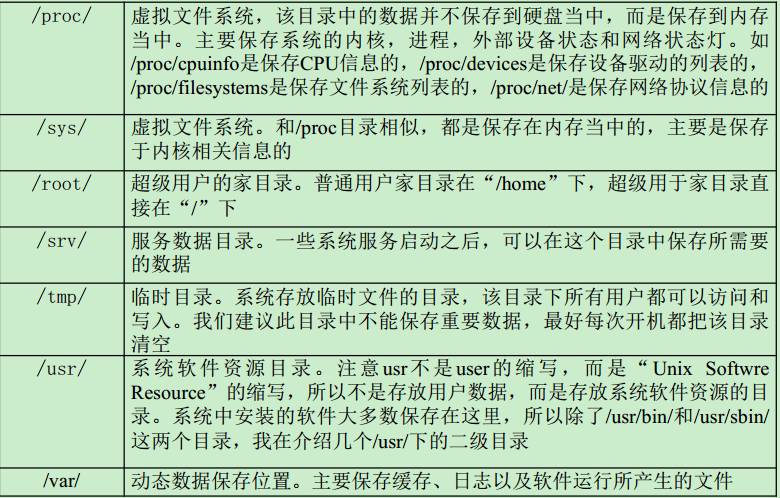 /proc/ 虚拟文件系统，该目录中的数据并不保存到硬盘当中，而是保存到内存
当中。主要保存系统的内核，进程，外部设备状态和网络状态灯。如
/proc/cpuinfo是保存CPU信息的，/proc/devices是保存设备驱动的列表的，
/proc/filesystems是保存文件系统列表的，/proc/net/是保存网络协议信息的
/sys/ 虚拟文件系统。和/proc目录相似，都是保存在内存当中的，主要是保存
于内核相关信息的
/root/ 超级用户的家目录。普通用户家目录在“/home”下，超级用于家目录直
接在“/”下
/srv/ 服务数据目录。一些系统服务启动之后，可以在这个目录中保存所需要
的数据
/tmp/ 临时目录。系统存放临时文件的目录，该目录下所有用户都可以访问和
写入。我们建议此目录中不能保存重要数据，最好每次开机都把该目录
清空
/usr/ 系统软件资源目录。注意usr不是user的缩写，而是“Unix Softwre
Resource”的缩写，所以不是存放用户数据，而是存放系统软件资源的目
录。系统中安装的软件大多数保存在这里，所以除了/usr/bin/和/usr/sbin/
这两个目录，我在介绍几个/usr/下的二级目录
/var/ 动态数据保存位置。主要保存缓存、日志以及软件运行所产生的文件